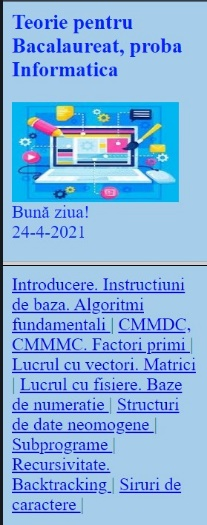 Teorie pentru
Bacalaureat, proba
Informatica
Bună ziua!
24-4-2021
Introducere. Instructiuni
de baza. Algoritmi
fundamentali | CMMDC,
CMMMC. Factori primi |
Lucrul cu vectori. Matrici
| Lucrul cu fisiere. Baze
de numeratie | Structuri
de date neomogene |
Subprograme |
Recursivitate.
Backtracking | Siruri de
caractere |